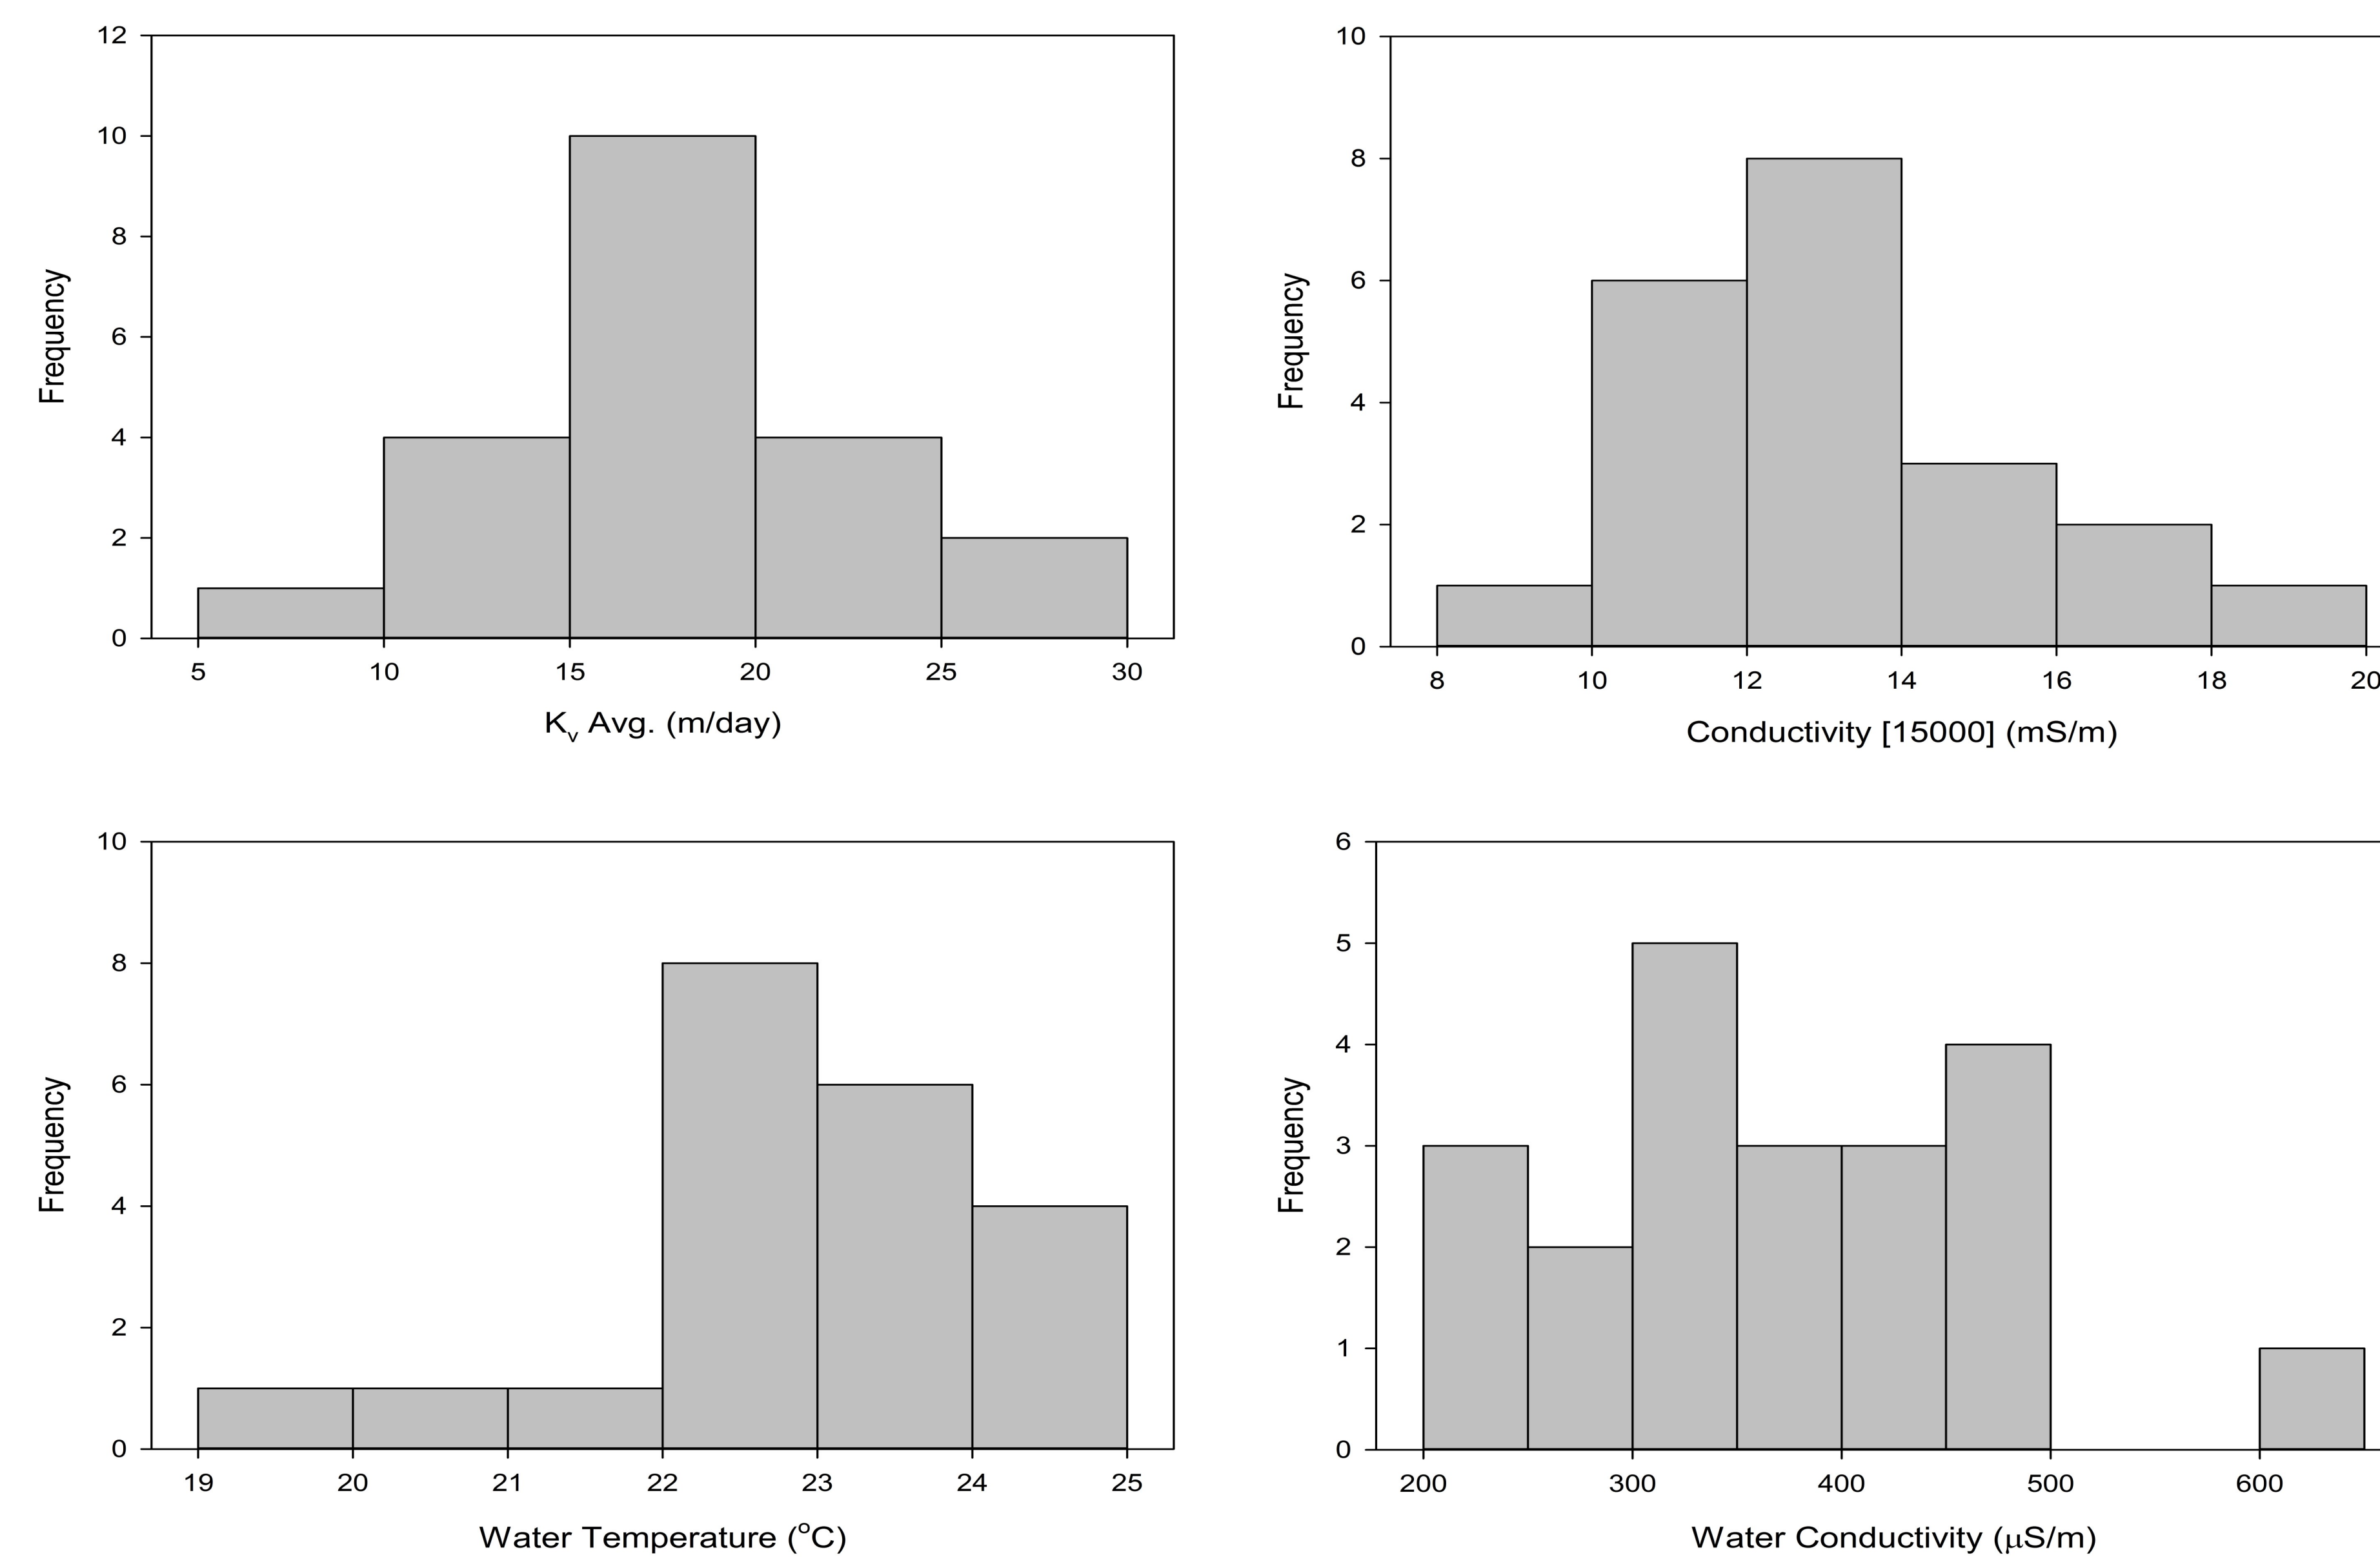 12
10
8
6
4
2
0
Frequency
5 10 15 20 25 30
Kv Avg. (m/day)
10
8
6
4
2
0
Frequency
8 10 12 14 16 18 20
Conductivity [15000] (mS/m)
10
8
6
4
2
0
Frequency
19 20 21 22 23 24 25
Water Temperature (°C)
6
5
4
3
2
1
0
Frequency
200 300 400 500 600
Water Conductivity (μS/m)